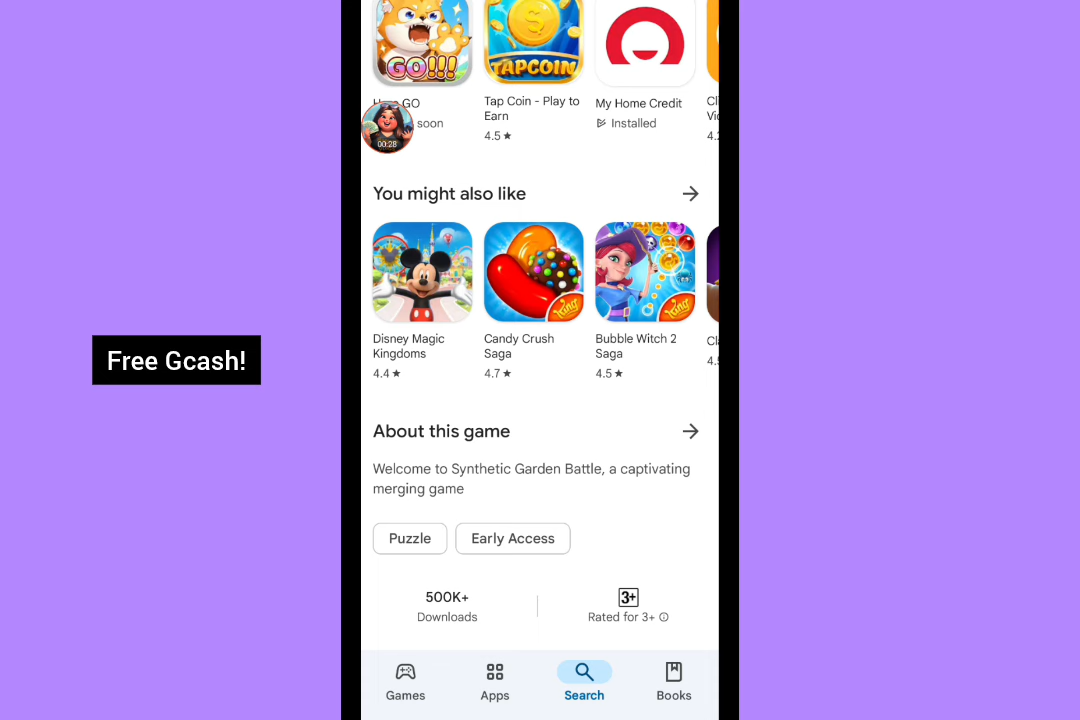 GO!!!
TAPCOIN
GO
soon
00:28
Tap Coin - Play to
Earn
4.5★
My Home Credit
Installed
You might also like
king
king
Disney Magic
Kingdoms
4.4★
Candy Crush
Saga
4.7★
Bubble Witch 2
Saga
4.5★
Free Gcash!
About this game
Welcome to Synthetic Garden Battle, a captivating
merging game
Puzzle
Early Access
500K+
Downloads
3+
Rated for 3+
Games
Apps
Search
Books